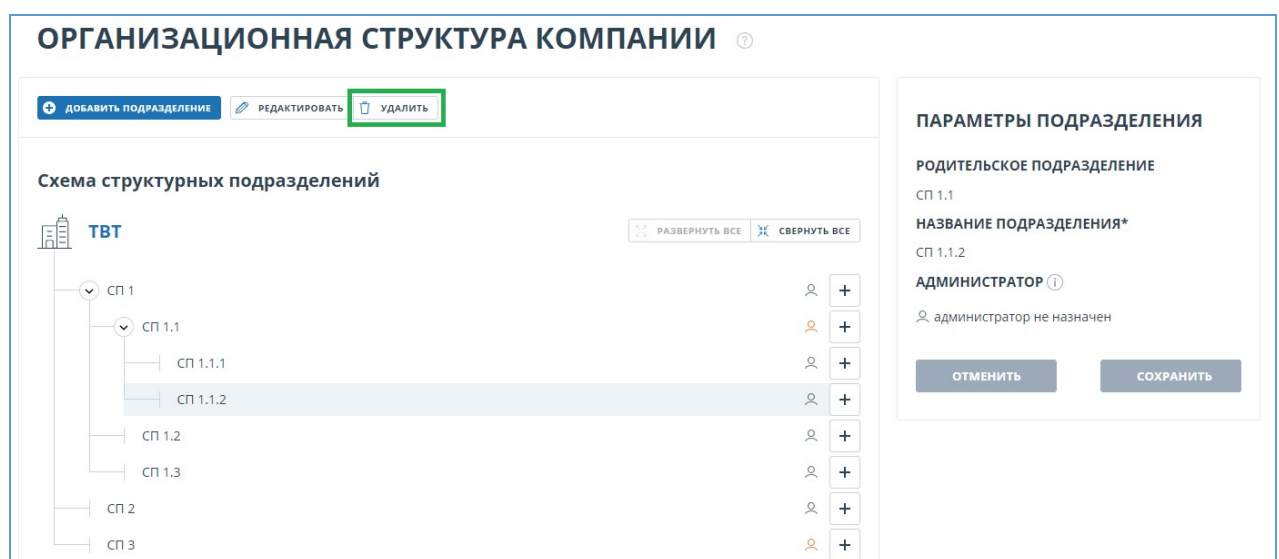 ОРГАНИЗАЦИОННАЯ СТРУКТУРА КОМПАНИИ ?
ДОБАВИТЬ ПОДРАЗДЕЛЕНИЕ РЕДАКТИРОВАТЬ УДАЛИТЬ
Схема структурных подразделений
ТВТ РАЗВЕРНУТЬ ВСЕ СВЕРНУТЬ ВСЕ
СП 1
СП 1.1
СП 1.1.1
СП 1.1.2
СП 1.2
СП 1.3
СП 2
СП 3
ПАРАМЕТРЫ ПОДРАЗДЕЛЕНИЯ
РОДИТЕЛЬСКОЕ ПОДРАЗДЕЛЕНИЕ
СП 1.1
НАЗВАНИЕ ПОДРАЗДЕЛЕНИЯ*
СП 1.1.2
АДМИНИСТРАТОР i
администратор не назначен
ОТМЕНИТЬ СОХРАНИТЬ